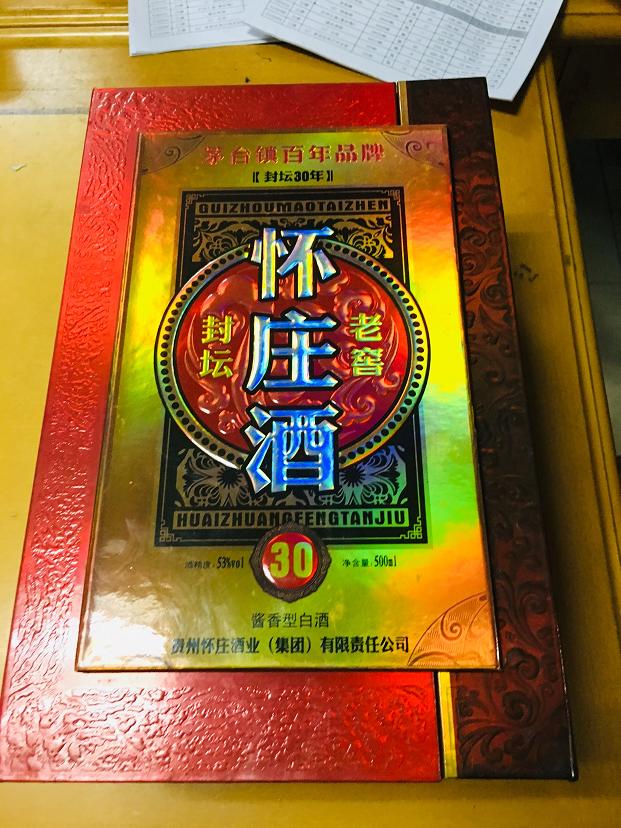 茅台镇百年品牌
【封坛30年】
GUIZHOUMAOTAIZHEN
怀庄酒
封坛
老窖
HUAIZHUANGFENGTANJIU
酒精度:53%vol
30
净含量:500ml
酱香型白酒
贵州怀庄酒业（集团）有限责任公司